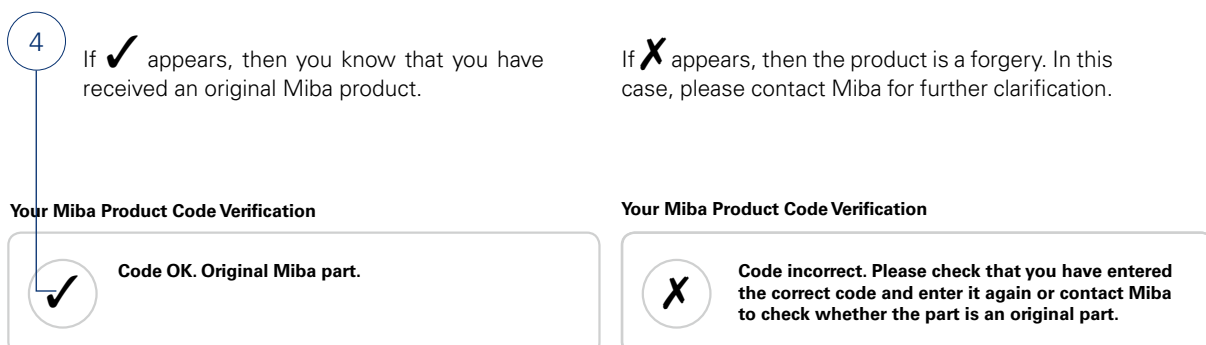 4
If ✓ appears, then you know that you have
received an original Miba product.
If ✗ appears, then the product is a forgery. In this
case, please contact Miba for further clarification.
Your Miba Product Code Verification
✓ Code OK. Original Miba part.
Your Miba Product Code Verification
✗ Code incorrect. Please check that you have entered
the correct code and enter it again or contact Miba
to check whether the part is an original part.